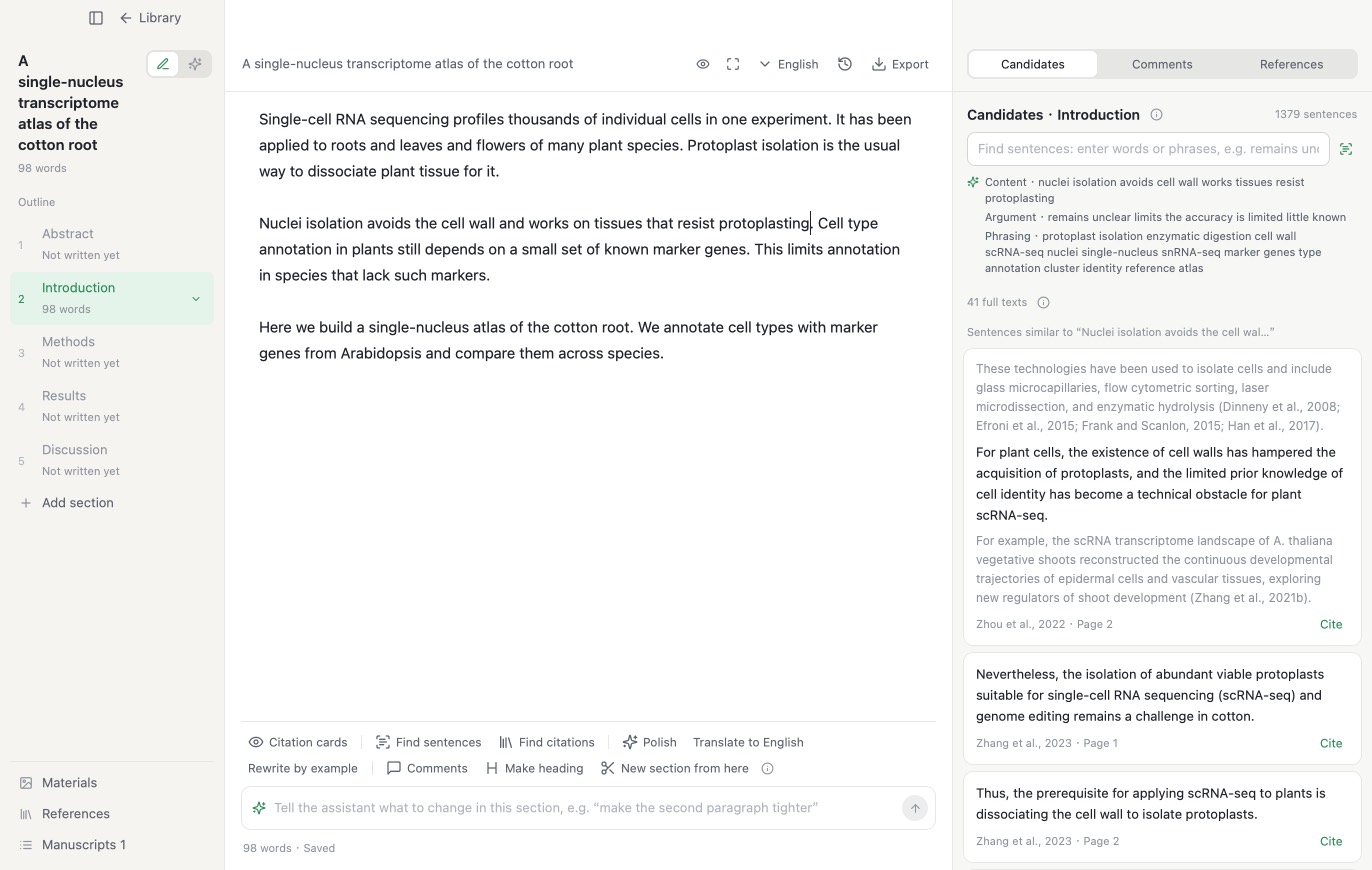 Library
A
single-nucleus
transcriptome
atlas of the
cotton root
98 words
Outline
1
Abstract
Not written yet
2
Introduction
98 words
3
Methods
Not written yet
4
Results
Not written yet
5
Discussion
Not written yet
Add section
Materials
References
Manuscripts 1
A single-nucleus transcriptome atlas of the cotton root
English
Export
Single-cell RNA sequencing profiles thousands of individual cells in one experiment. It has been
applied to roots and leaves and flowers of many plant species. Protoplast isolation is the usual
way to dissociate plant tissue for it.
Nuclei isolation avoids the cell wall and works on tissues that resist protoplasting. Cell type
annotation in plants still depends on a small set of known marker genes. This limits annotation
in species that lack such markers.
Here we build a single-nucleus atlas of the cotton root. We annotate cell types with marker
genes from Arabidopsis and compare them across species.
Citation cards
Find sentences
Find citations
Polish
Translate to English
Rewrite by example
Comments
Make heading
New section from here
Tell the assistant what to change in this section, e.g. “make the second paragraph tighter”
98 words · Saved
Candidates
Comments
References
Candidates · Introduction
1379 sentences
Find sentences: enter words or phrases, e.g. remains un
Content · nuclei isolation avoids cell wall works tissues resist
protoplasting
Argument · remains unclear limits the accuracy is limited little known
Phrasing · protoplast isolation enzymatic digestion cell wall
scRNA-seq nuclei single-nucleus snRNA-seq marker genes type
annotation cluster identity reference atlas
41 full texts
Sentences similar to “Nuclei isolation avoids the cell wal…”
These technologies have been used to isolate cells and include
glass microcapillaries, flow cytometric sorting, laser
microdissection, and enzymatic hydrolysis (Dinneny et al., 2008;
Efroni et al., 2015; Frank and Scanlon, 2015; Han et al., 2017).
For plant cells, the existence of cell walls has hampered the
acquisition of protoplasts, and the limited prior knowledge of
cell identity has become a technical obstacle for plant
scRNA-seq.
For example, the scRNA transcriptome landscape of A. thaliana
vegetative shoots reconstructed the continuous developmental
trajectories of epidermal cells and vascular tissues, exploring
new regulators of shoot development (Zhang et al., 2021b).
Zhou et al., 2022 · Page 2
Cite
Nevertheless, the isolation of abundant viable protoplasts
suitable for single-cell RNA sequencing (scRNA-seq) and
genome editing remains a challenge in cotton.
Zhang et al., 2023 · Page 1
Cite
Thus, the prerequisite for applying scRNA-seq to plants is
dissociating the cell wall to isolate protoplasts.
Zhang et al., 2023 · Page 2
Cite